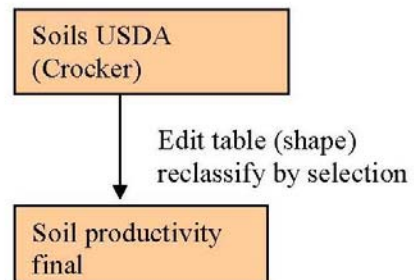 Soils USDA
(Crocker)
Edit table (shape)
reclassify by selection
Soil productivity
final